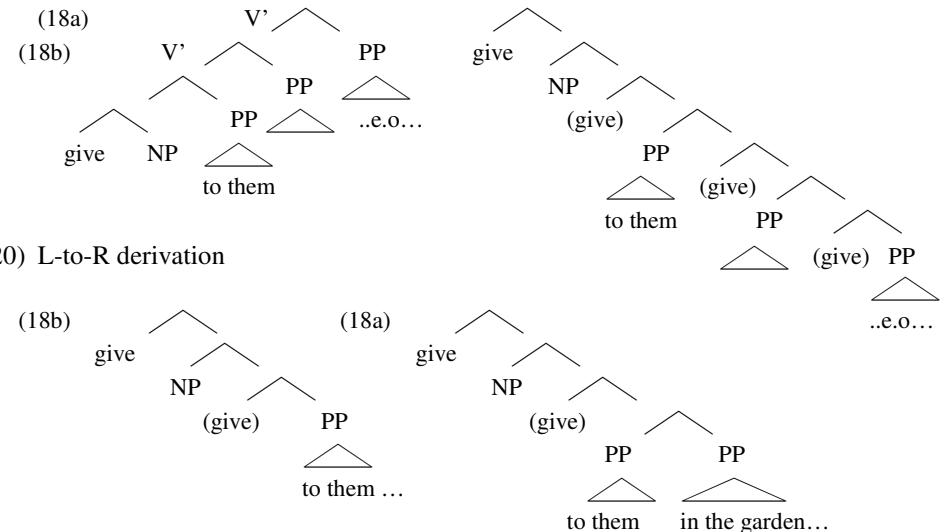 (18a) V’
give
(18b) V’ PP
NP
PP
(give)
PP ..e.o…
give NP
PP
(give)
to them
to them
PP
20) L-to-R derivation
(give) PP
..e.o…
(18b) (18a)
give give
NP NP
(give) PP (give)
PP PP
to them …
to them in the garden…